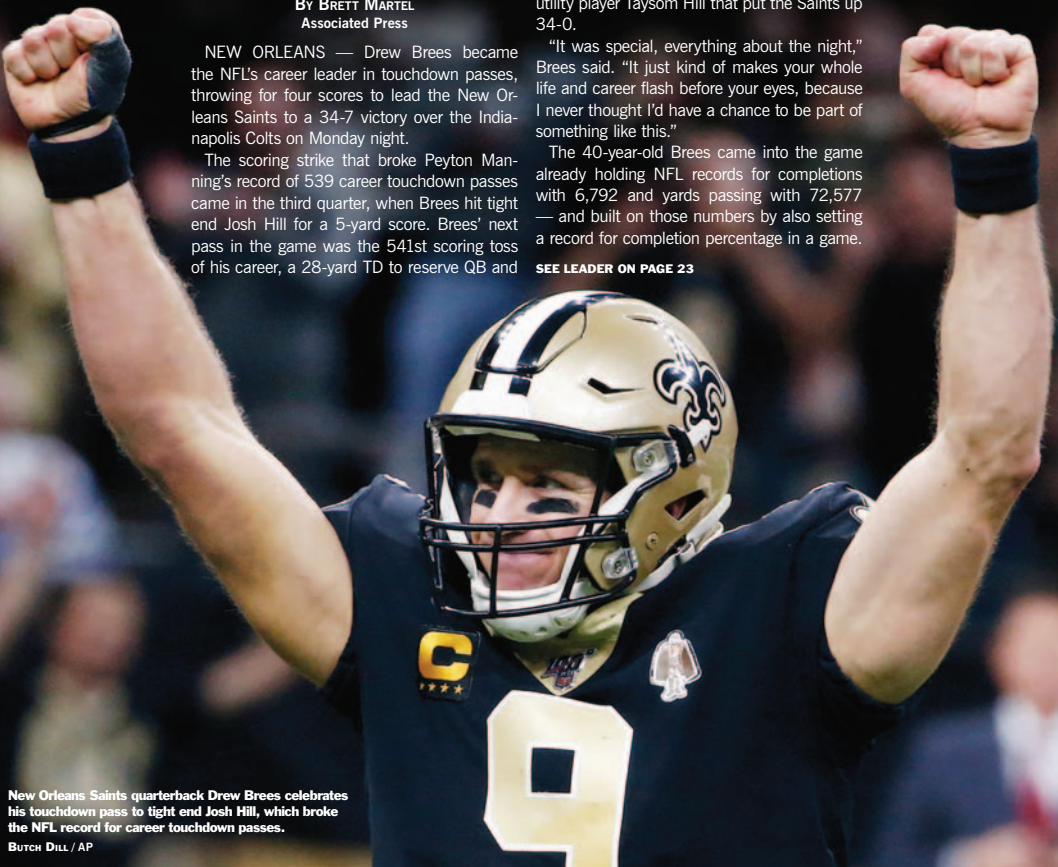 BY BRETT MARTEL
Associated Press
NEW ORLEANS — Drew Brees became
the NFL's career leader in touchdown passes,
throwing for four scores to lead the New Or-
leans Saints to a 34-7 victory over the India-
napolis Colts on Monday night.
The scoring strike that broke Peyton Man-
ning's record of 539 career touchdown passes
came in the third quarter, when Brees hit tight
end Josh Hill for a 5-yard score. Brees' next
pass in the game was the 541st scoring toss
of his career, a 28-yard TD to reserve QB and
utility player Taysom Hill that put the Saints up
34-0.
“It was special, everything about the night,”
Brees said. “It just kind of makes your whole
life and career flash before your eyes, because
I never thought I'd have a chance to be part of
something like this.”
The 40-year-old Brees came into the game
already holding NFL records for completions
with 6,792 and yards passing with 72,577
— and built on those numbers by also setting
a record for completion percentage in a game.
SEE LEADER ON PAGE 23
C
9
New Orleans Saints quarterback Drew Brees celebrates
his touchdown pass to tight end Josh Hill, which broke
the NFL record for career touchdown passes.
BUTCH DILL / AP